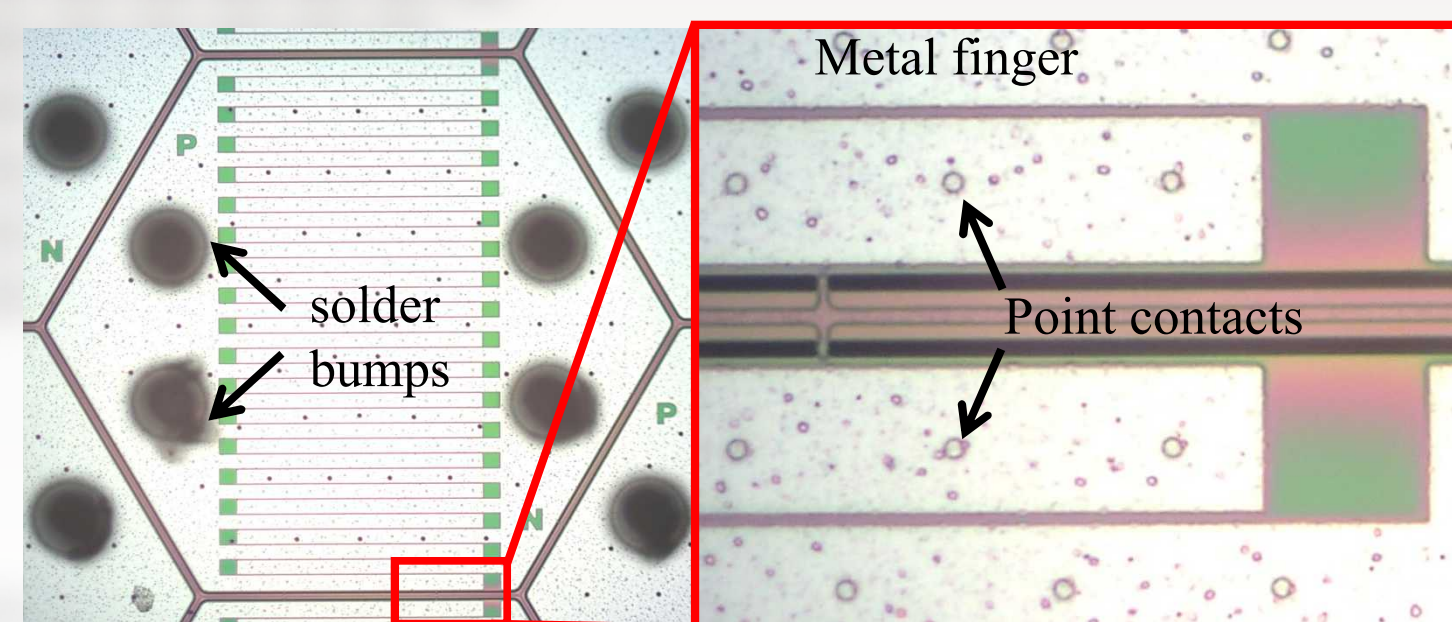 Metal finger
P
N
solder
bumps
Point contacts
P
N